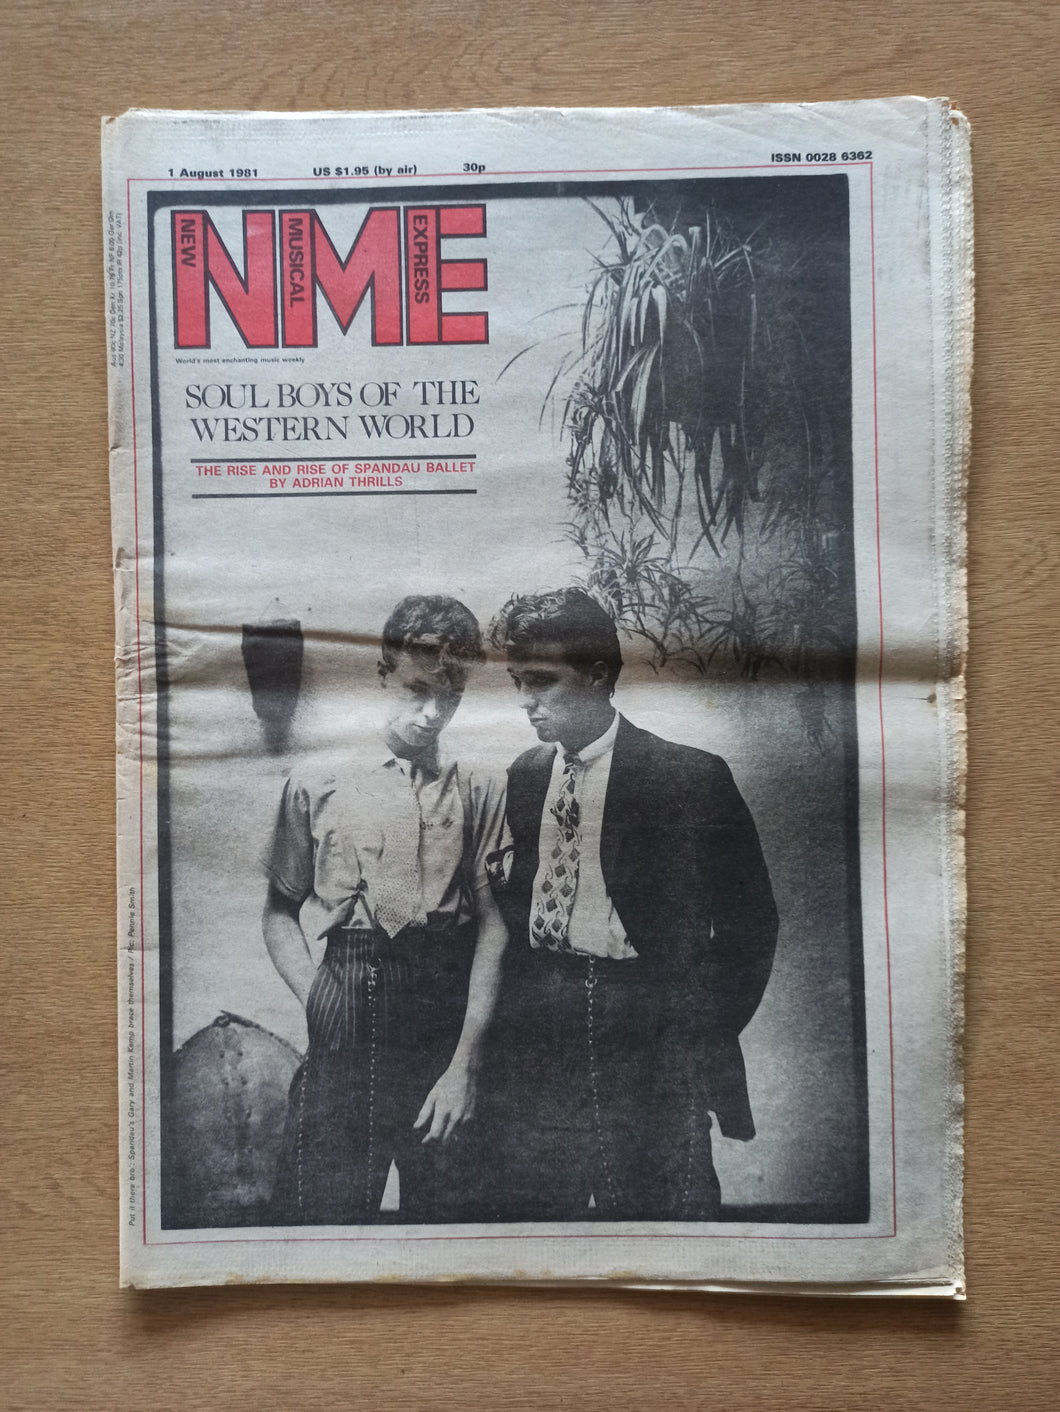 1 August 1981 US $1.95 (by air) 30p ISSN 0028 6362
NME
NEW
MUSICAL
EXPRESS
World's most enchanting music weekly
SOUL BOYS OF THE
WESTERN WORLD
THE RISE AND RISE OF SPANDAU BALLET
BY ADRIAN THRILLS
Put it there bro': Spandau's Gary and Martin Kemp brace themselves / Pic: Pennie Smith